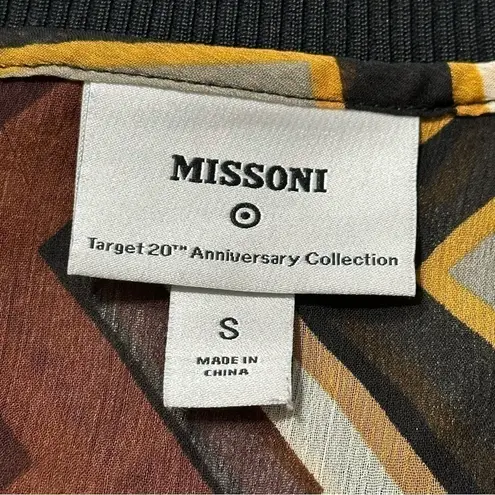 MISSONI
Target 20™ Anniversary Collection
S
MADE IN
CHINA